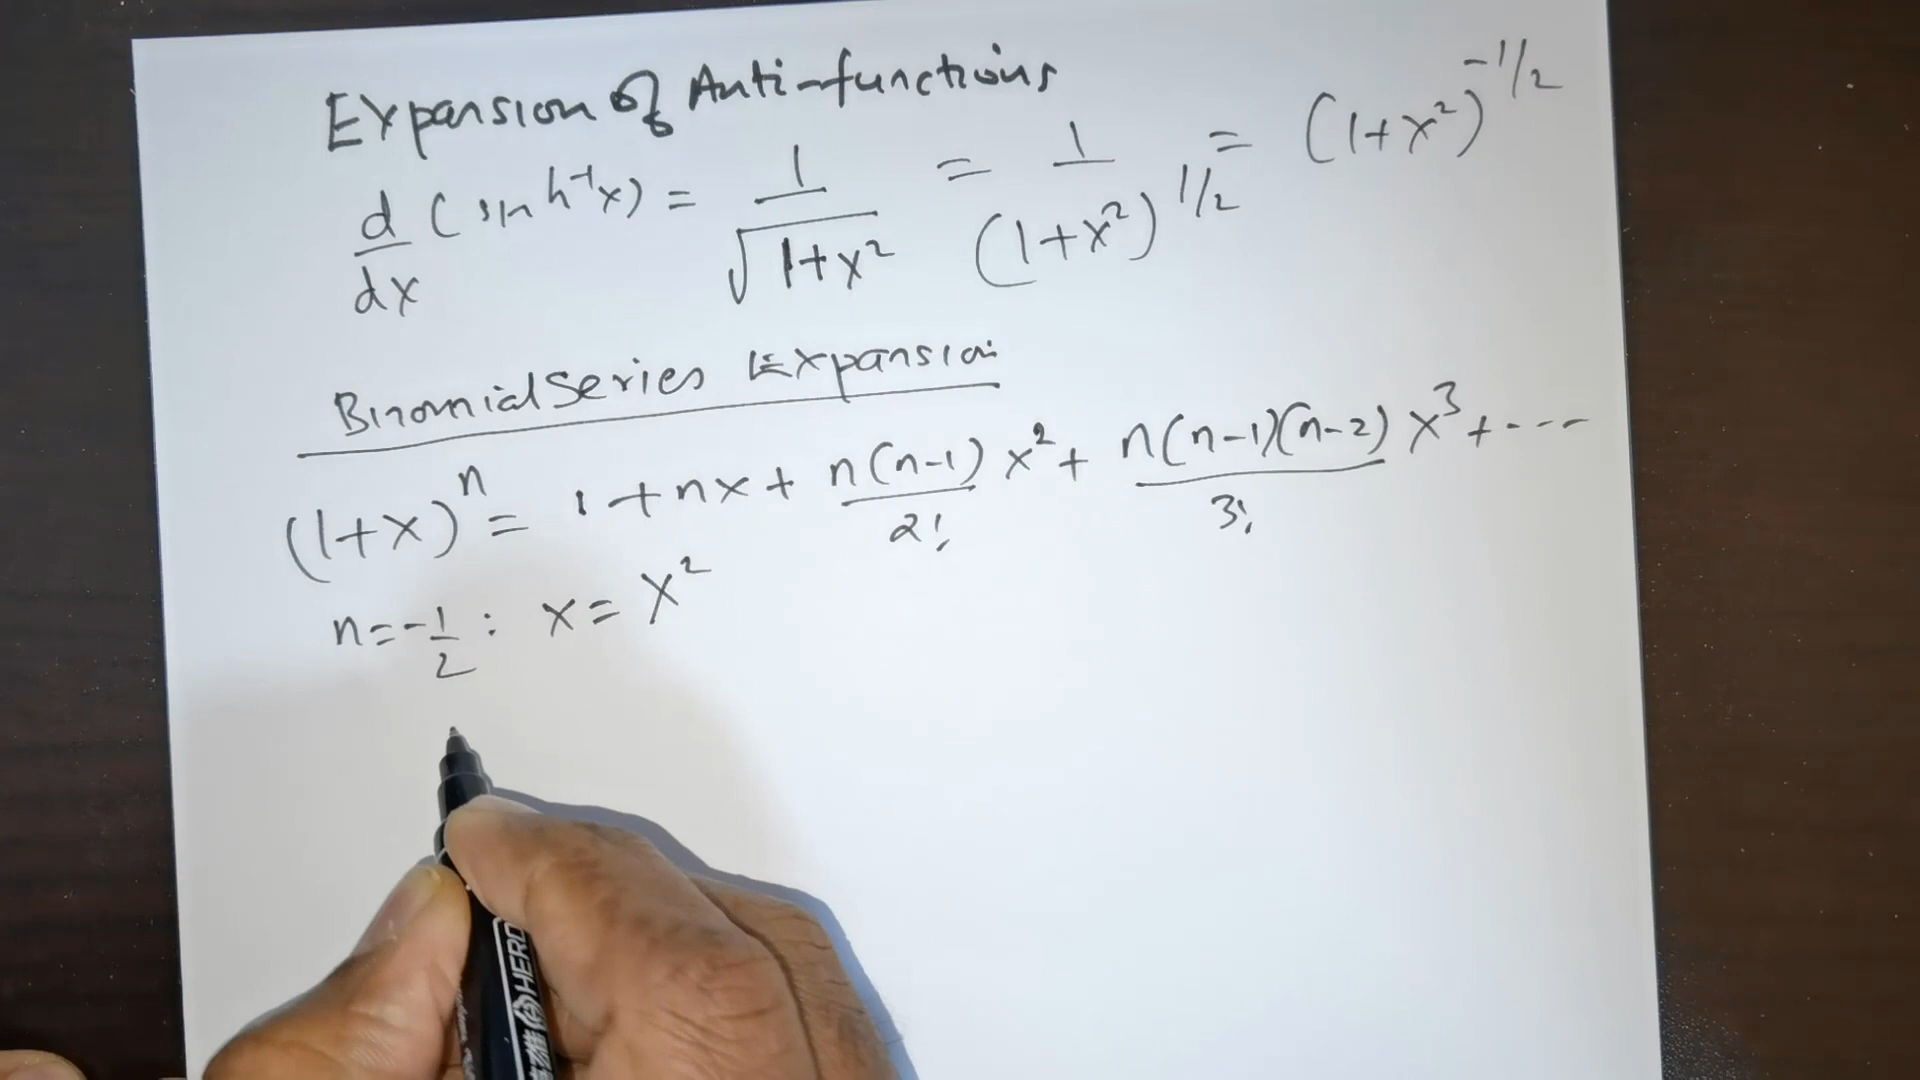 Expansion of Anti-functions
d/dx (sinh⁻¹x) = 1/√(1+x²) = 1/(1+x²)^1/2 = (1+x²)^-1/2
Binomial Series Expansion
(1+x)^n = 1 + nx + n(n-1)/2! x² + n(n-1)(n-2)/3! x³ + ----
n = -1/2 : x = x²
HERO